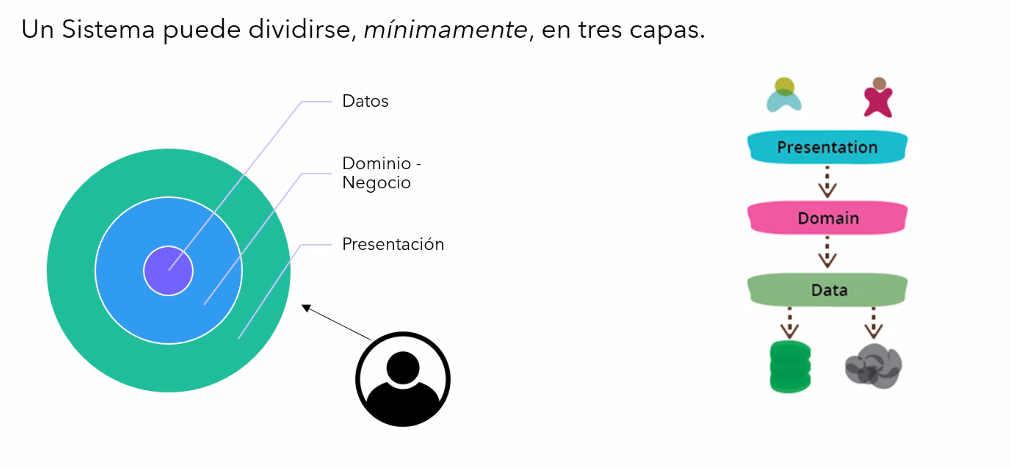 Un Sistema puede dividirse, mínimamente, en tres capas.
Datos
Dominio -
Negocio
Presentación
Presentation
Domain
Data